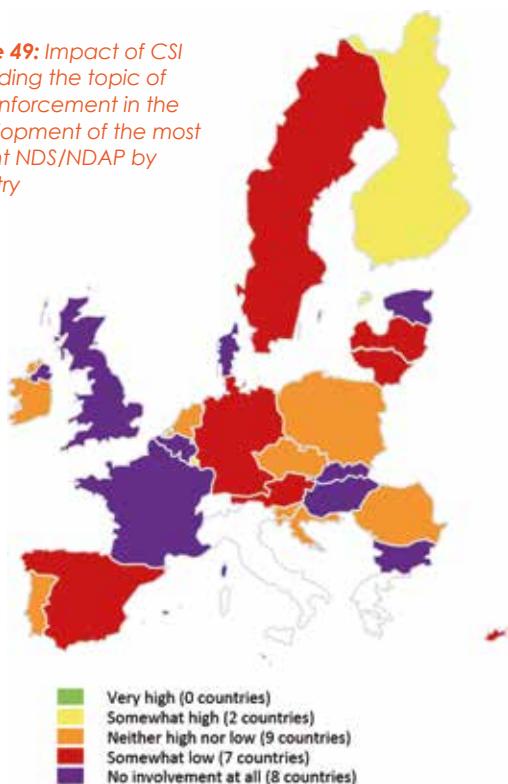 e 49: Impact of CSI
ding the topic of
nforcement in the
lopment of the most
nt NDS/NDAP by
try
Very high (0 countries)
Somewhat high (2 countries)
Neither high nor low (9 countries)
Somewhat low (7 countries)
No involvement at all (8 countries)